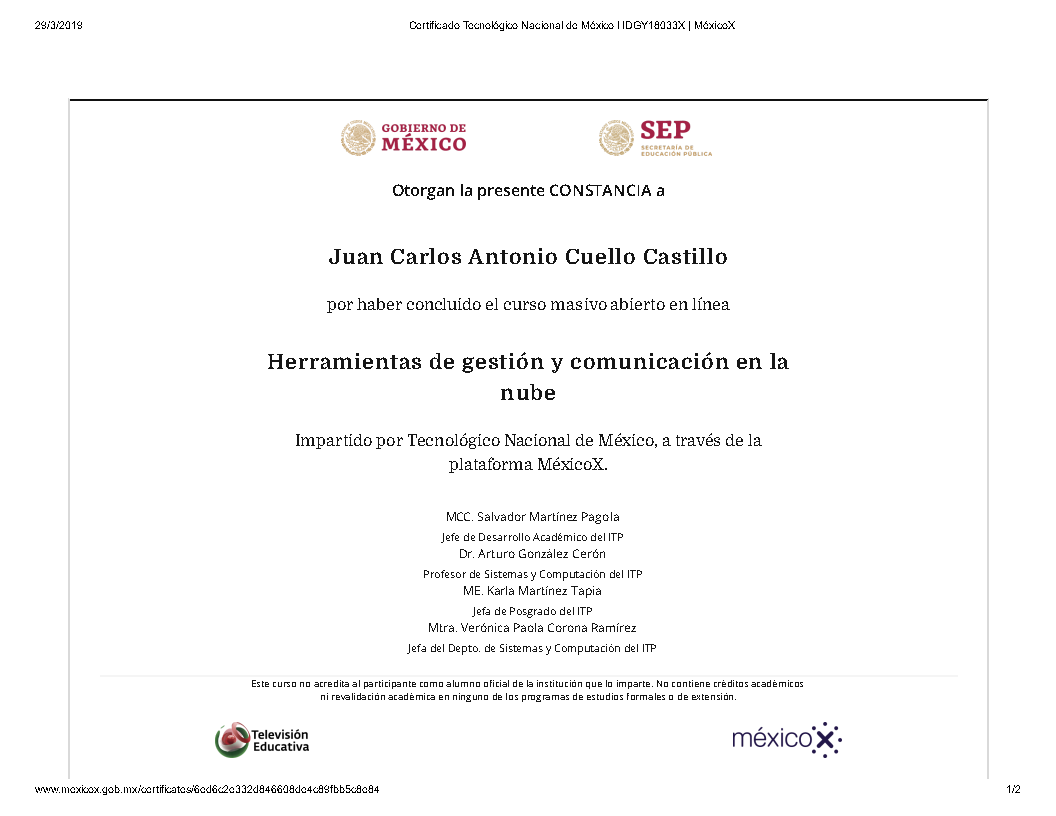 29/3/2019
Certificado Tecnológico Nacional de México | HDGY18033X | MéxicoX
GOBIERNO DE
MÉXICO
SEP
SECRETARÍA DE
EDUCACIÓN PÚBLICA
Otorgan la presente CONSTANCIA a
Juan Carlos Antonio Cuello Castillo
por haber concluido el curso masivo abierto en línea
Herramientas de gestión y comunicación en la
nube
Impartido por Tecnológico Nacional de México, a través de la
plataforma MéxicoX.
MCC. Salvador Martínez Pagola
Jefe de Desarrollo Académico del ITP
Dr. Arturo González Cerón
Profesor de Sistemas y Computación del ITP
ME. Karla Martínez Tapia
Jefa de Posgrado del ITP
Mtra. Verónica Paola Corona Ramírez
Jefa del Depto. de Sistemas y Computación del ITP
Este curso no acredita al participante como alumno oficial de la institución que lo imparte. No contiene créditos académicos
ni revalidación académica en ninguno de los programas de estudios formales o de extensión.
Televisión
Educativa
méxicoX
1/2